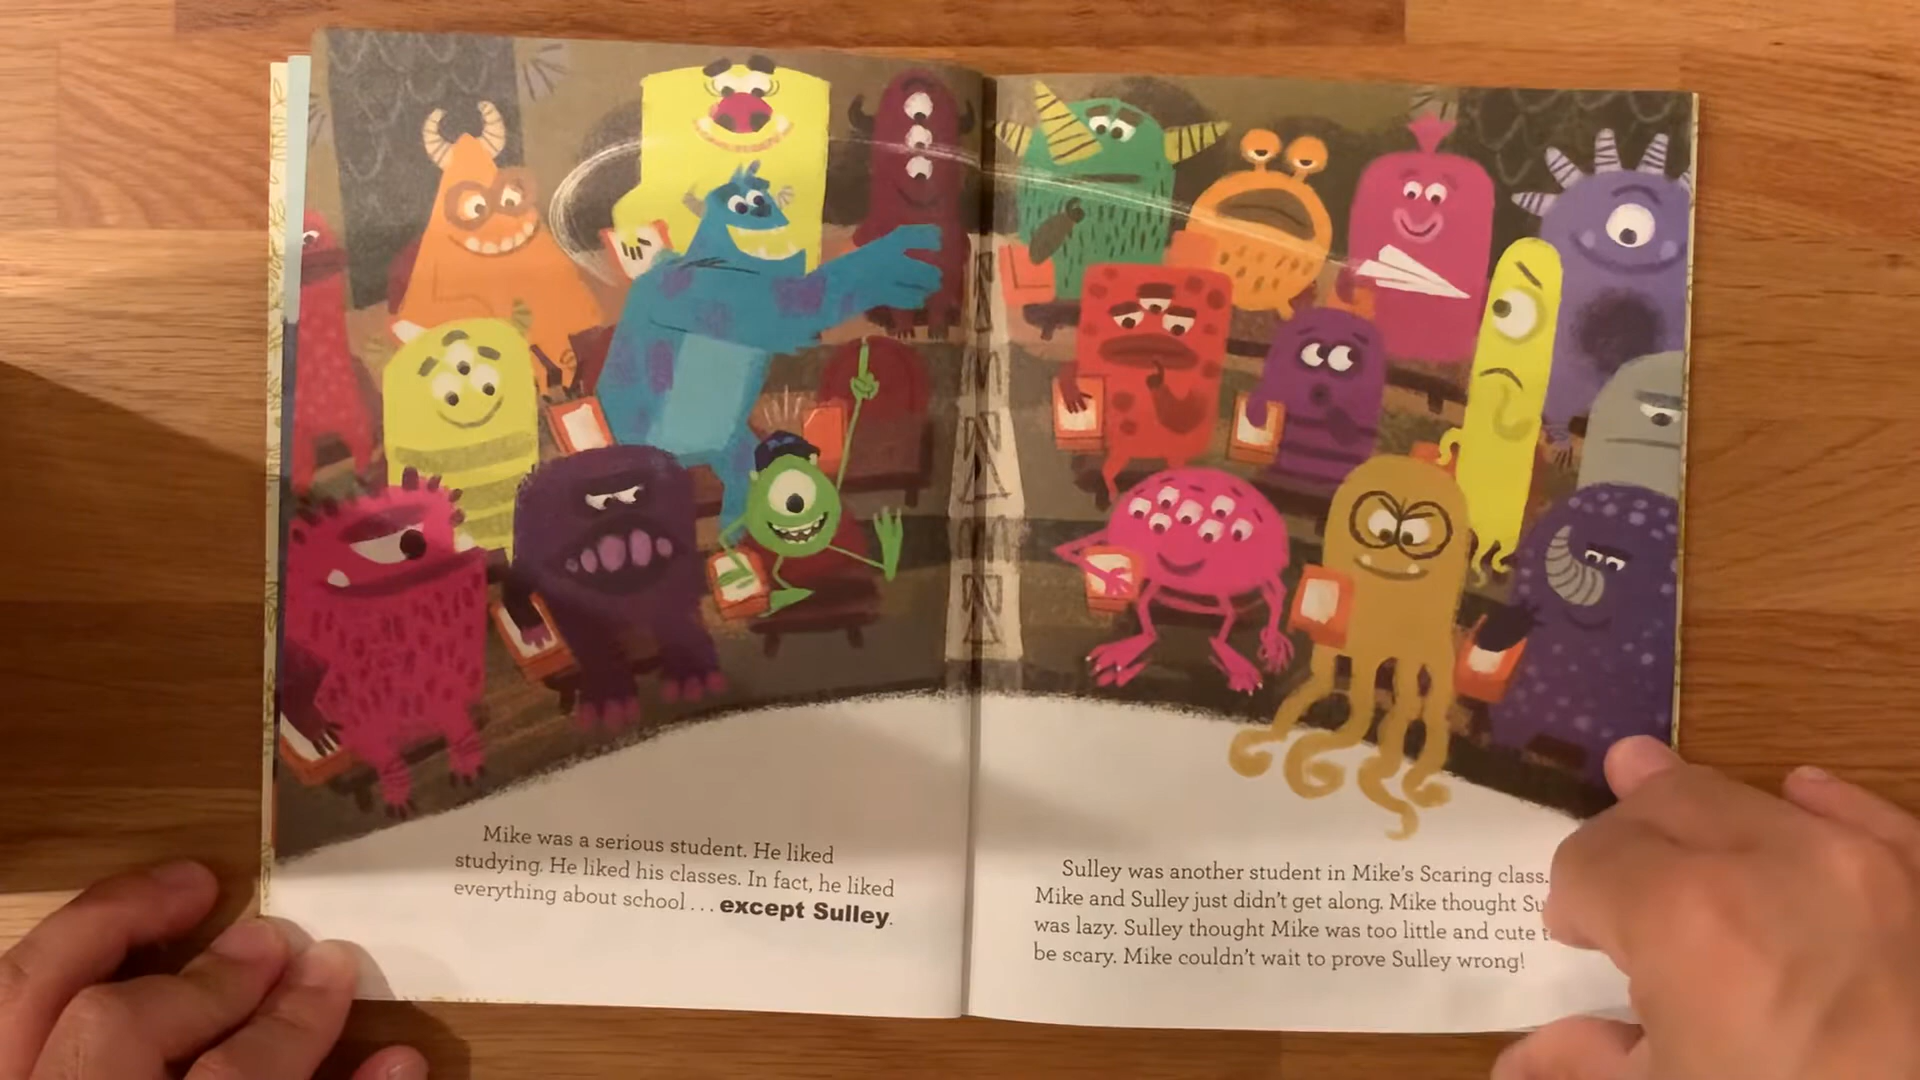 Mike was a serious student. He liked
studying. He liked his classes. In fact, he liked
everything about school . . . except Sulley.
Sulley was another student in Mike's Scaring class.
Mike and Sulley just didn't get along. Mike thought
was lazy. Sulley thought Mike was too little and cute
be scary. Mike couldn't wait to prove Sulley wrong!